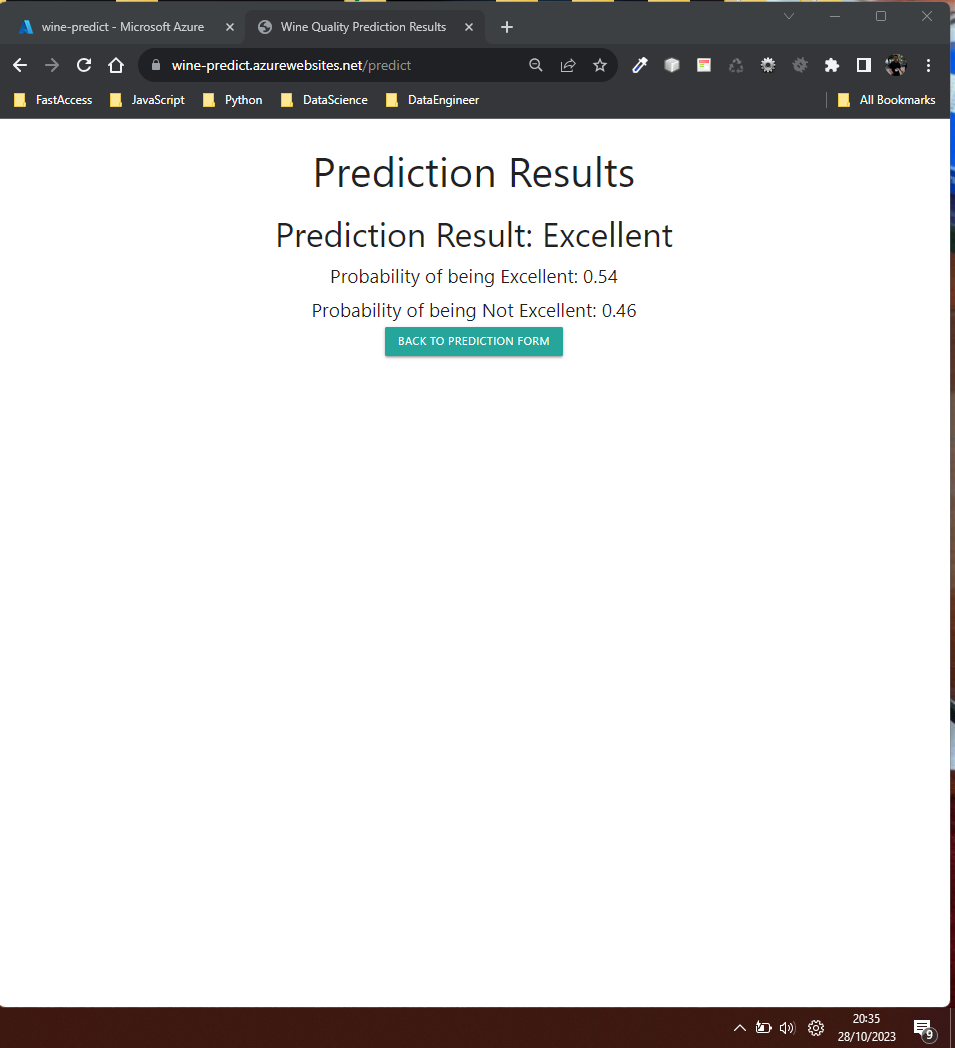 wine-predict - Microsoft Azure
Wine Quality Prediction Results
wine-predict.azurewebsites.net/predict
FastAccess JavaScript Python DataScience DataEngineer All Bookmarks
Prediction Results
Prediction Result: Excellent
Probability of being Excellent: 0.54
Probability of being Not Excellent: 0.46
BACK TO PREDICTION FORM
20:35
28/10/2023
9